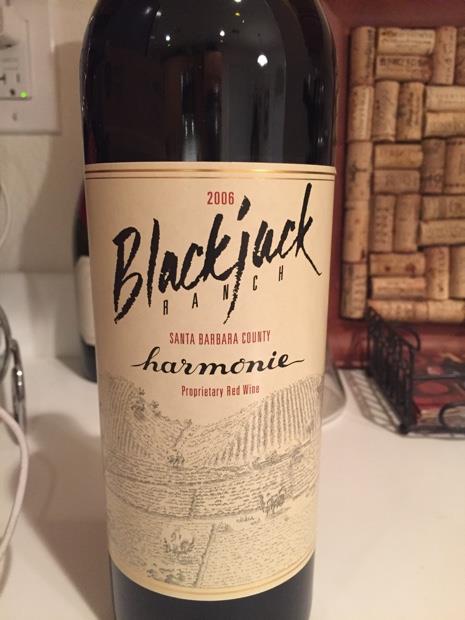 2006
Blackjack
RANCH
SANTA BARBARA COUNTY
harmonie
Proprietary Red Wine